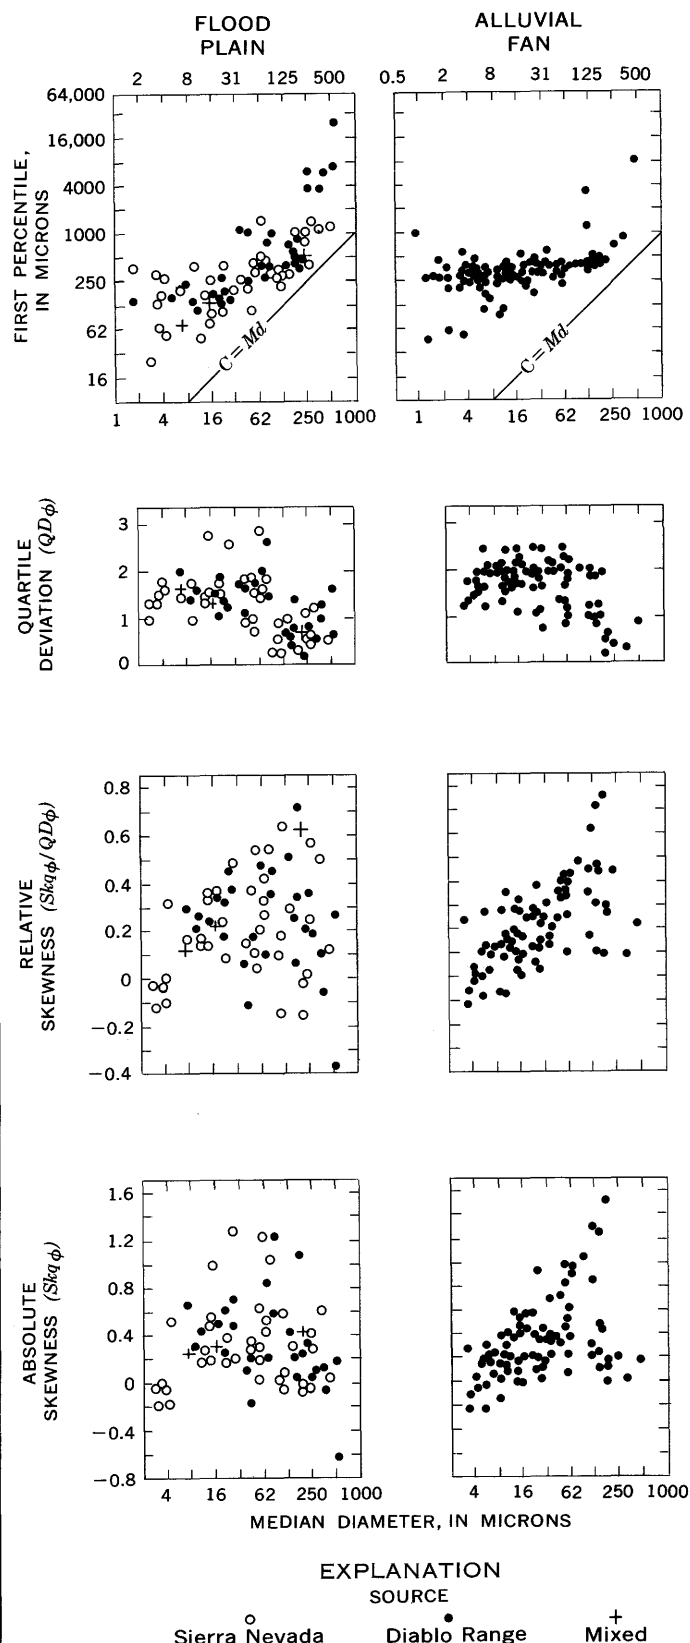 FLOOD PLAIN
ALLUVIAL FAN
2 8 31 125 500
0.5 2 8 31 125 500
FIRST PERCENTILE, IN MICRONS
64,000
16,000
4000
1000
250
62
16
C = Md
C = Md
1 4 16 62 250 1000
1 4 16 62 250 1000
QUARTILE DEVIATION (QDϕ)
3
2
1
0
RELATIVE SKEWNESS (Skqϕ/QDϕ)
0.8
0.6
0.4
0.2
0
−0.2
−0.4
ABSOLUTE SKEWNESS (Skqϕ)
1.6
1.2
0.8
0.4
0
−0.4
−0.8
4 16 62 250 1000
4 16 62 250 1000
MEDIAN DIAMETER, IN MICRONS
EXPLANATION
SOURCE
Sierra Nevada
Diablo Range
Mixed